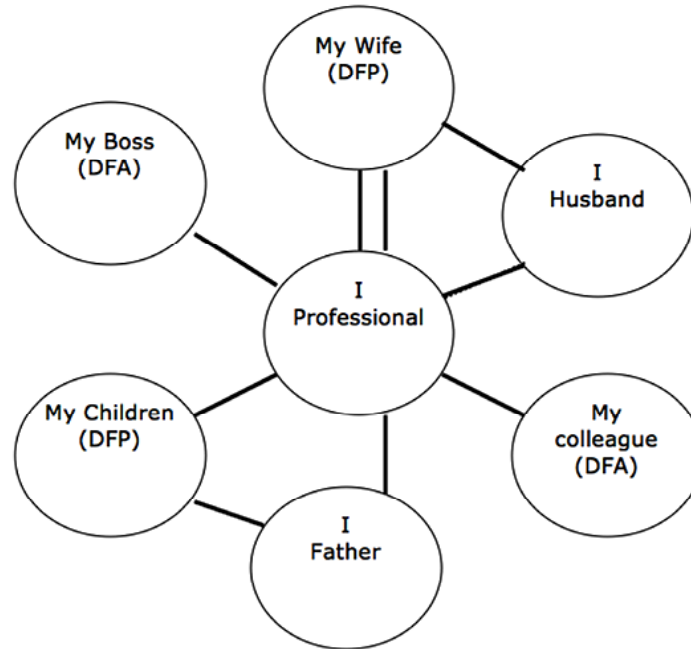 My Wife
(DFP)
My Boss
(DFA)
I
Husband
I
Professional
My Children
(DFP)
My
colleague
(DFA)
I
Father